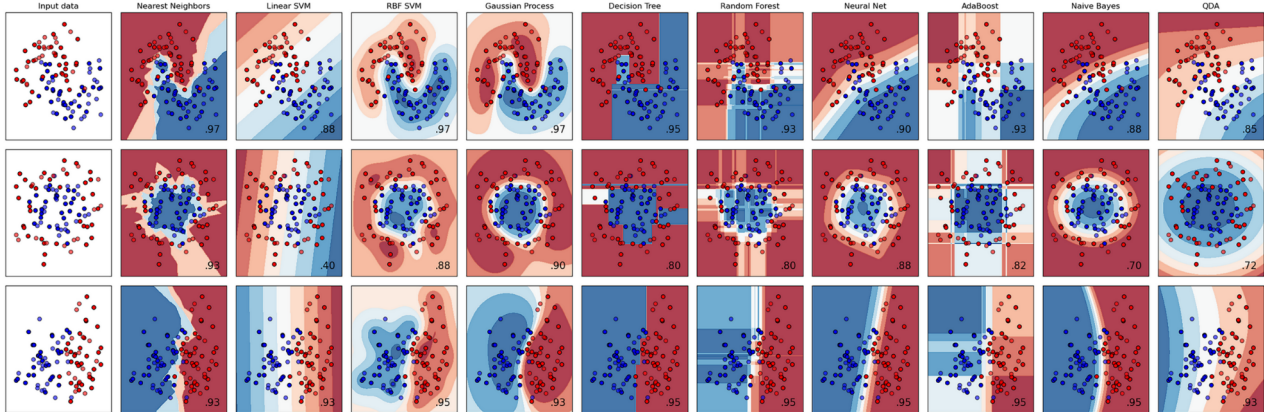 Input data Nearest Neighbors Linear SVM RBF SVM Gaussian Process Decision Tree Random Forest Neural Net AdaBoost Naive Bayes QDA
.97 .88 .97 .97 .95 .93 .90 .93 .88 .85
.93 .40 .88 .90 .80 .80 .88 .82 .70 .72
.93 .93 .95 .93 .95 .95 .95 .95 .95 .93